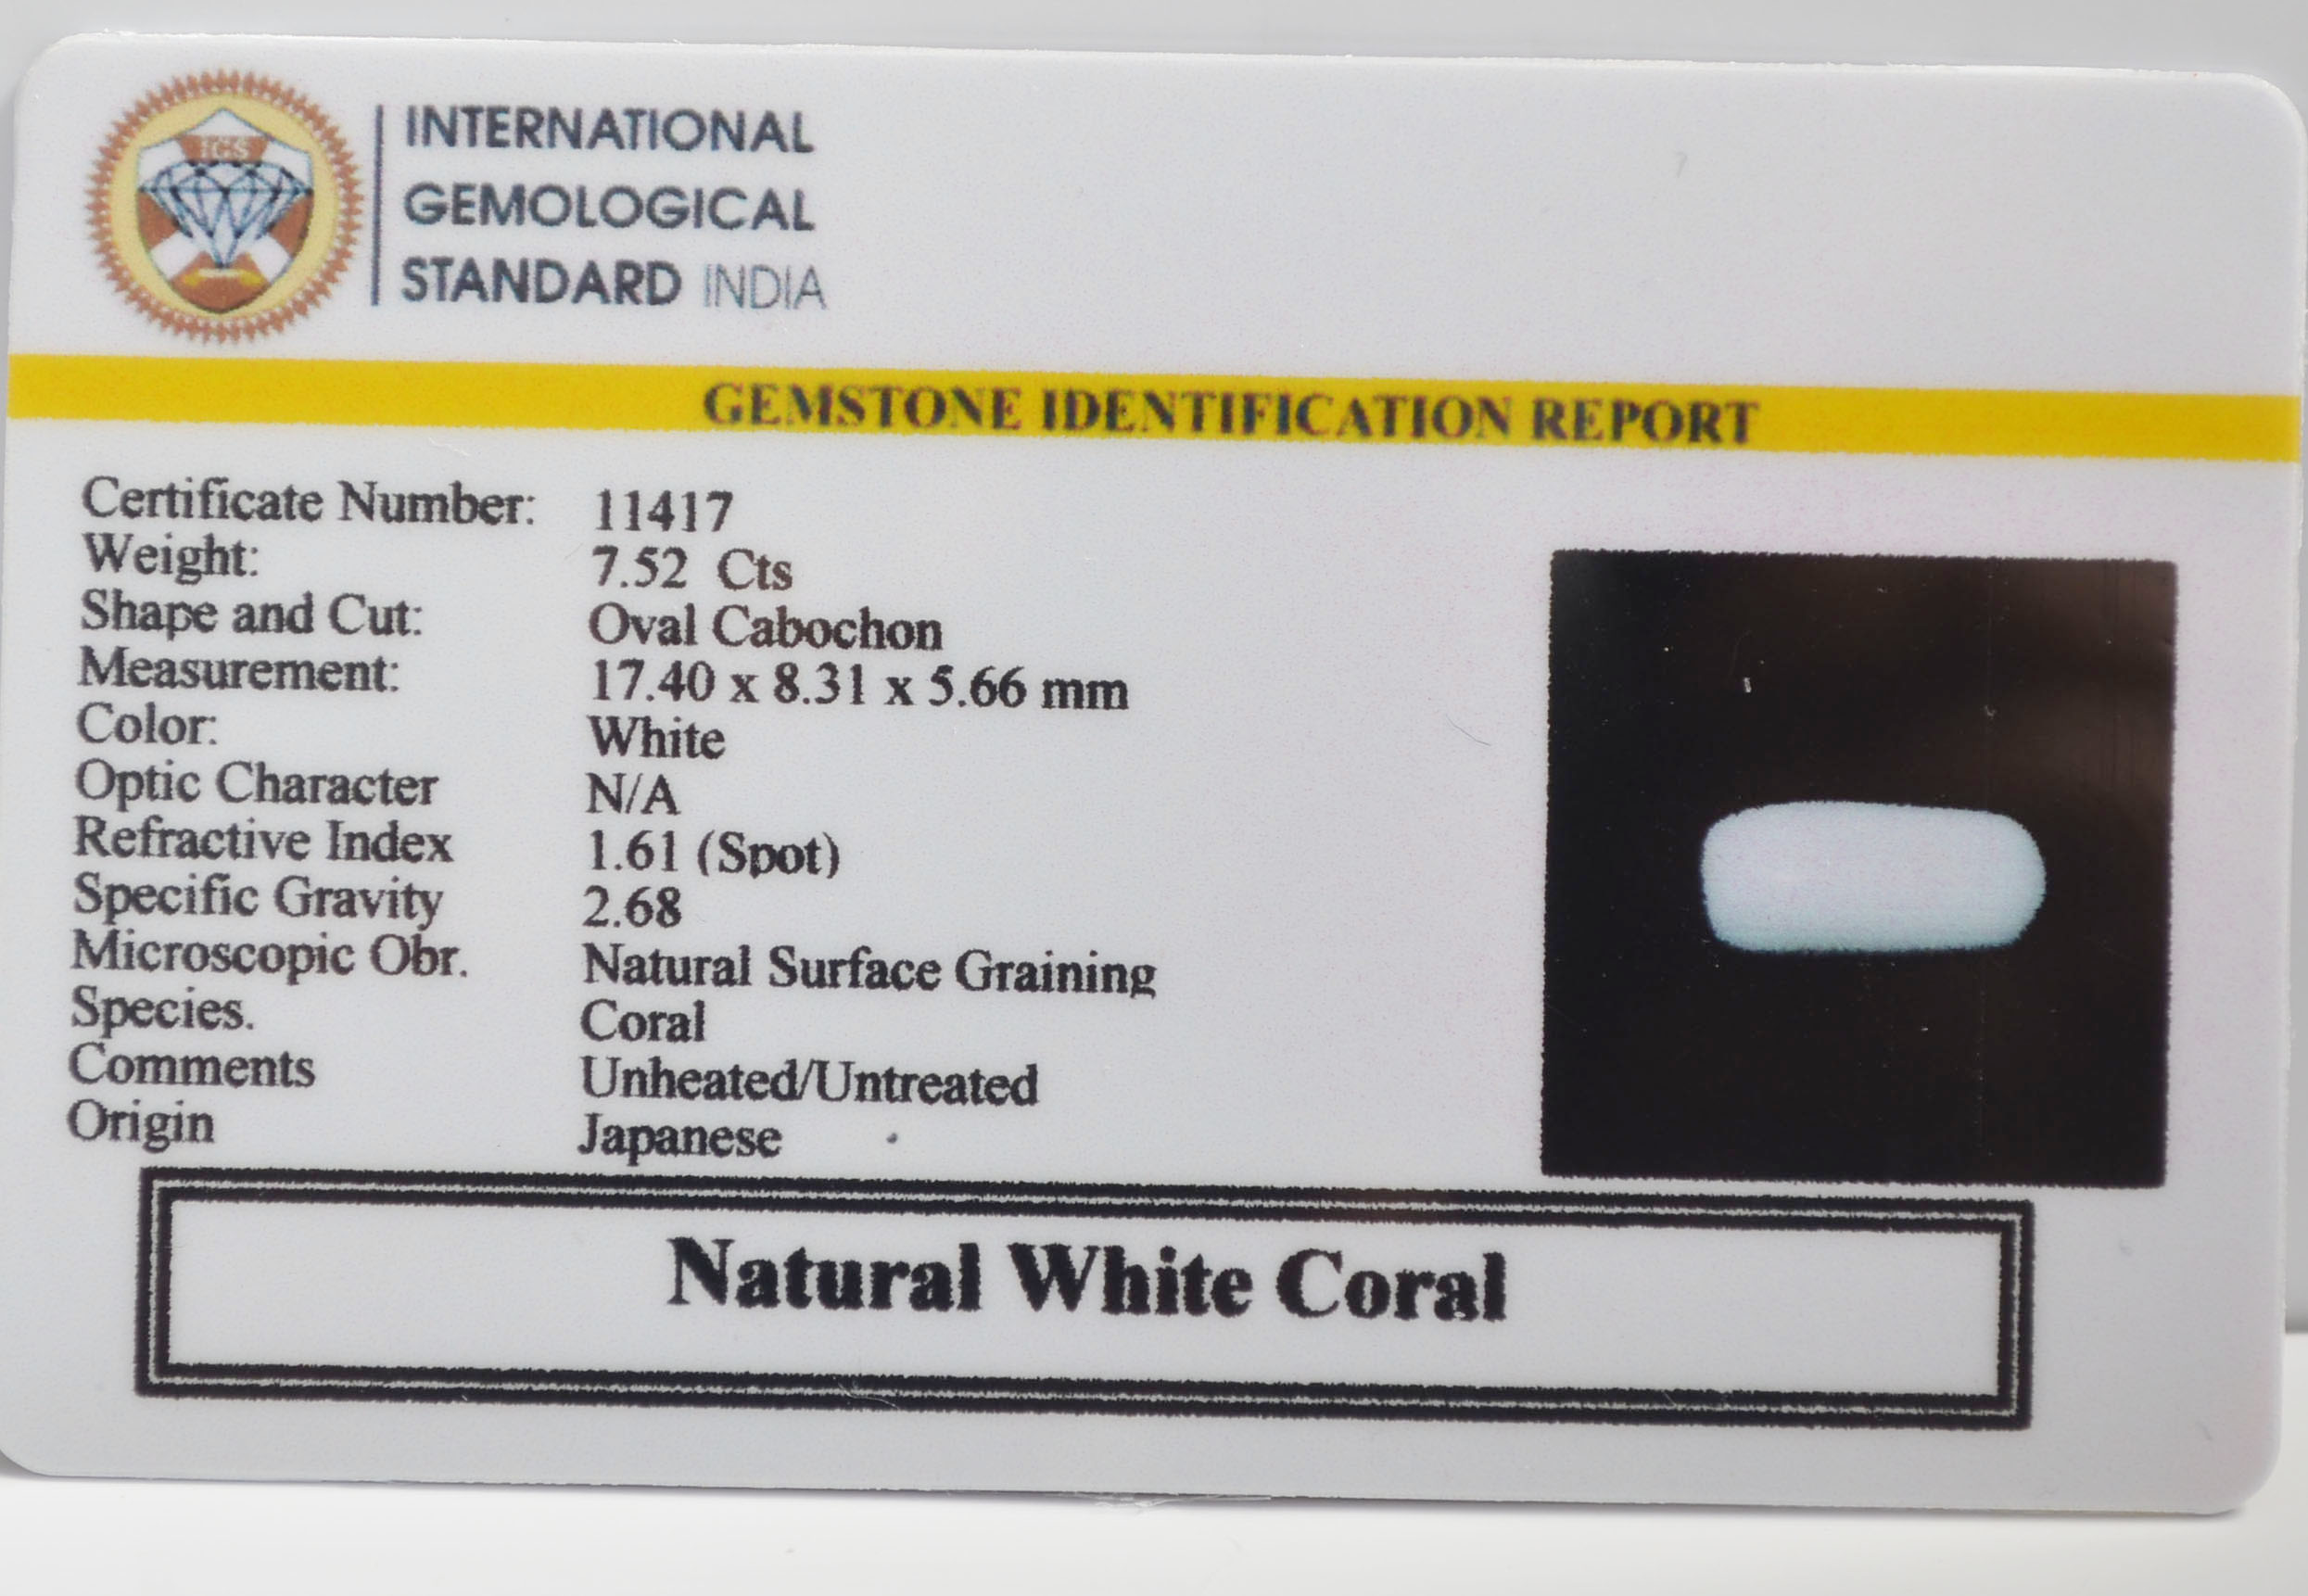 IGS
INTERNATIONAL
GEMOLOGICAL
STANDARD INDIA
GEMSTONE IDENTIFICATION REPORT
Certificate Number: 11417
Weight: 7.52 Cts
Shape and Cut: Oval Cabochon
Measurement: 17.40 x 8.31 x 5.66 mm
Color: White
Optic Character N/A
Refractive Index 1.61 (Spot)
Specific Gravity 2.68
Microscopic Obr. Natural Surface Graining
Species. Coral
Comments Unheated/Untreated
Origin Japanese
Natural White Coral